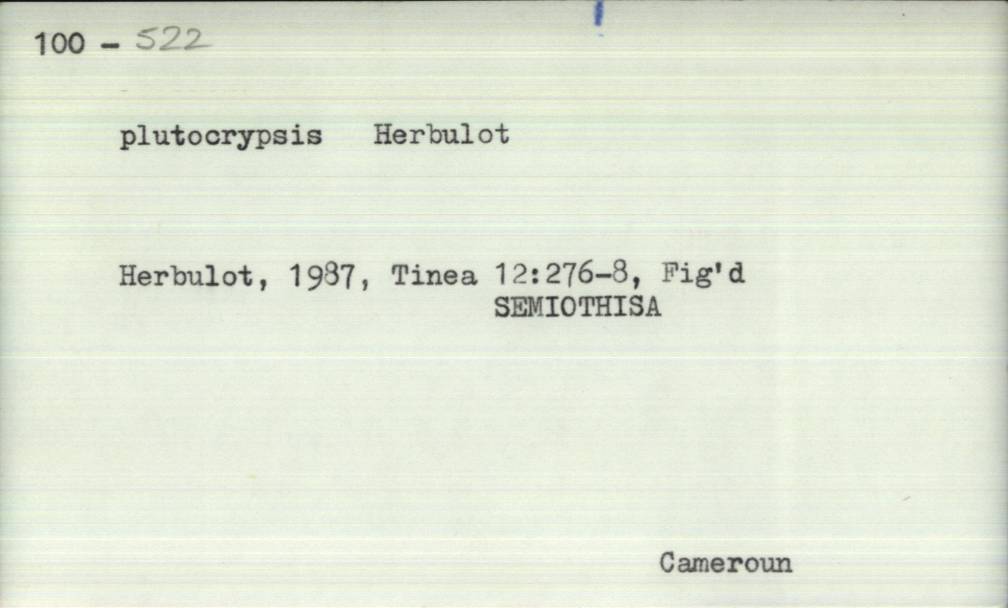 100 - 522
plutocrypsis Herbulot
Herbulot, 1987, Tinea 12:276-8, Fig'd
SEMIOTHISA
Cameroun